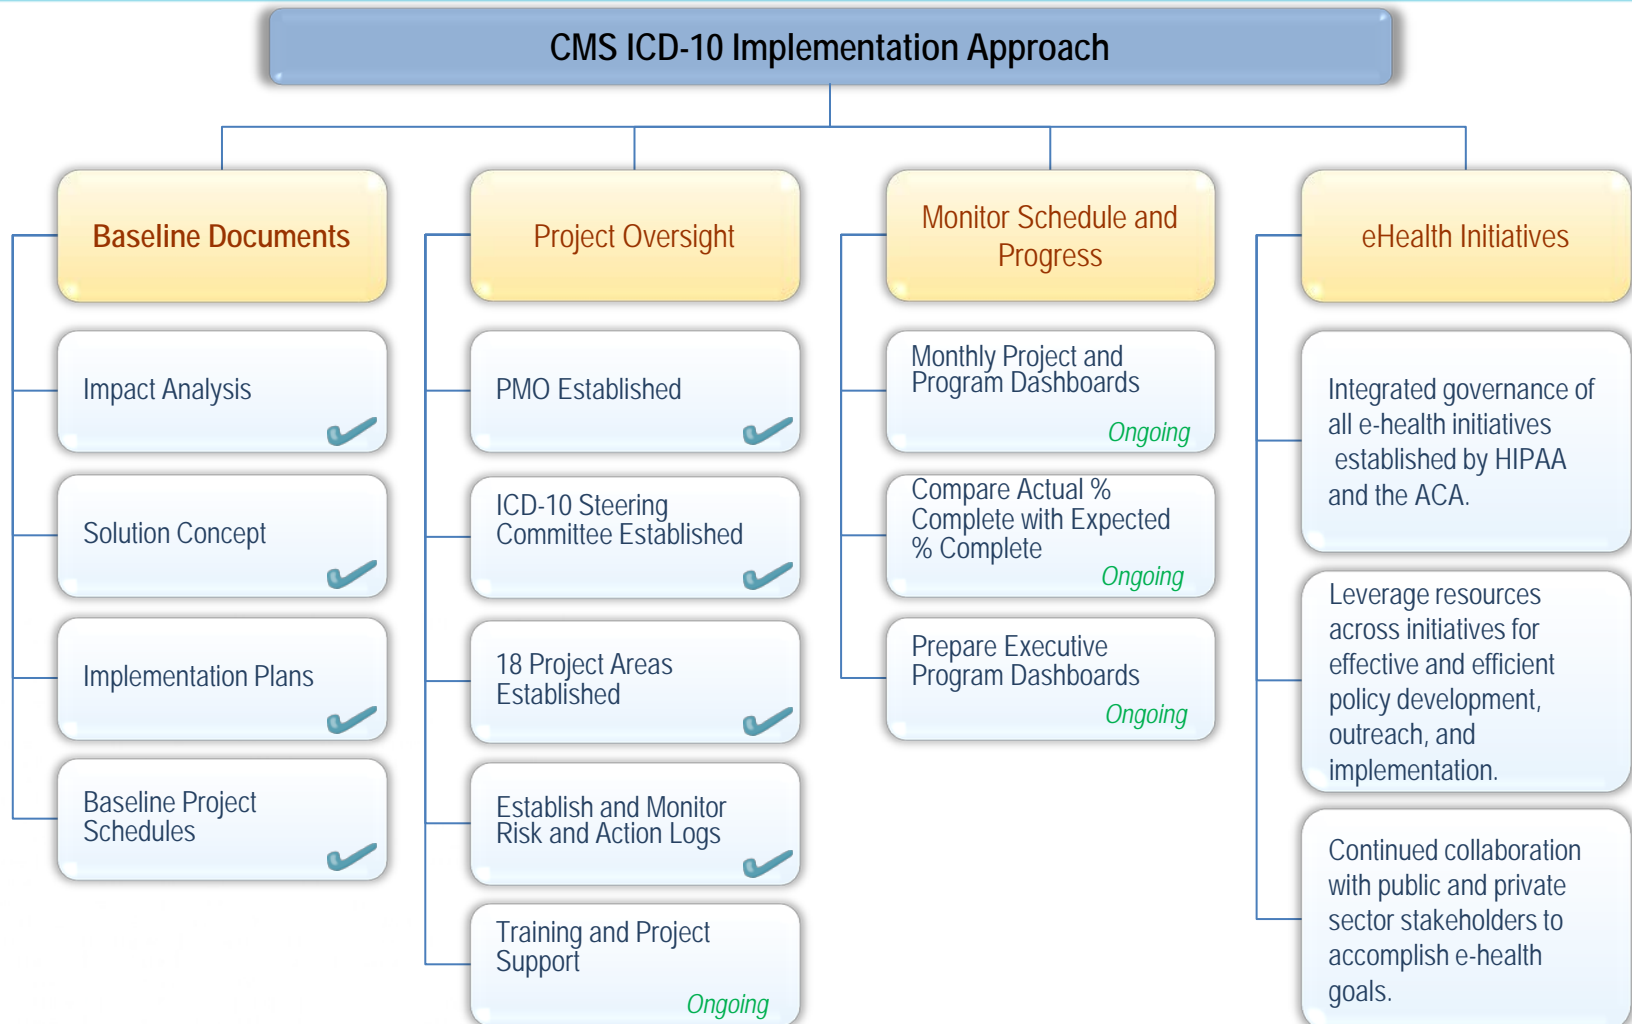 CMS ICD-10 Implementation Approach
Baseline Documents
Impact Analysis
Solution Concept
Implementation Plans
Baseline Project
Schedules
Project Oversight
PMO Established
ICD-10 Steering
Committee Established
18 Project Areas
Established
Establish and Monitor
Risk and Action Logs
Training and Project
Support
Ongoing
Monitor Schedule and
Progress
Monthly Project and
Program Dashboards
Ongoing
Compare Actual %
Complete with Expected
% Complete
Ongoing
Prepare Executive
Program Dashboards
Ongoing
eHealth Initiatives
Integrated governance of
all e-health initiatives
established by HIPAA
and the ACA.
Leverage resources
across initiatives for
effective and efficient
policy development,
outreach, and
implementation.
Continued collaboration
with public and private
sector stakeholders to
accomplish e-health
goals.